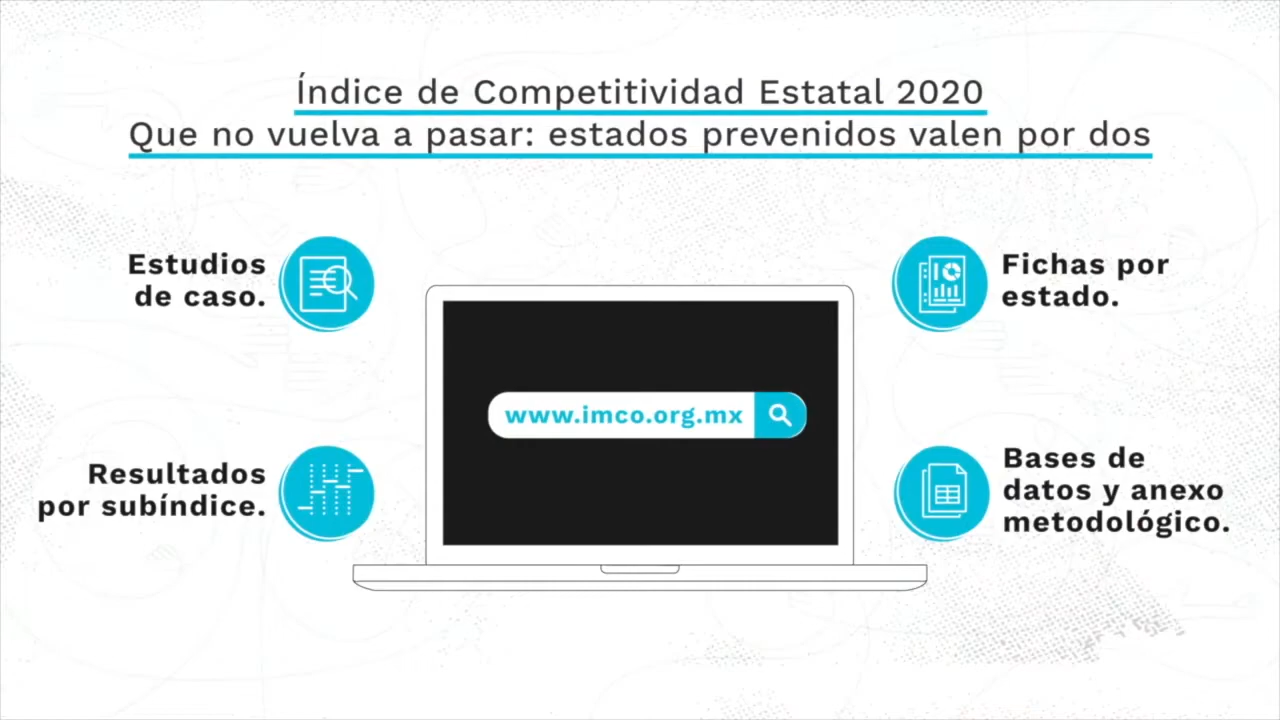 Índice de Competitividad Estatal 2020
Que no vuelva a pasar: estados prevenidos valen por dos
Estudios
de caso.
Fichas por
estado.
www.imco.org.mx
Resultados
por subíndice.
Bases de
datos y anexo
metodológico.